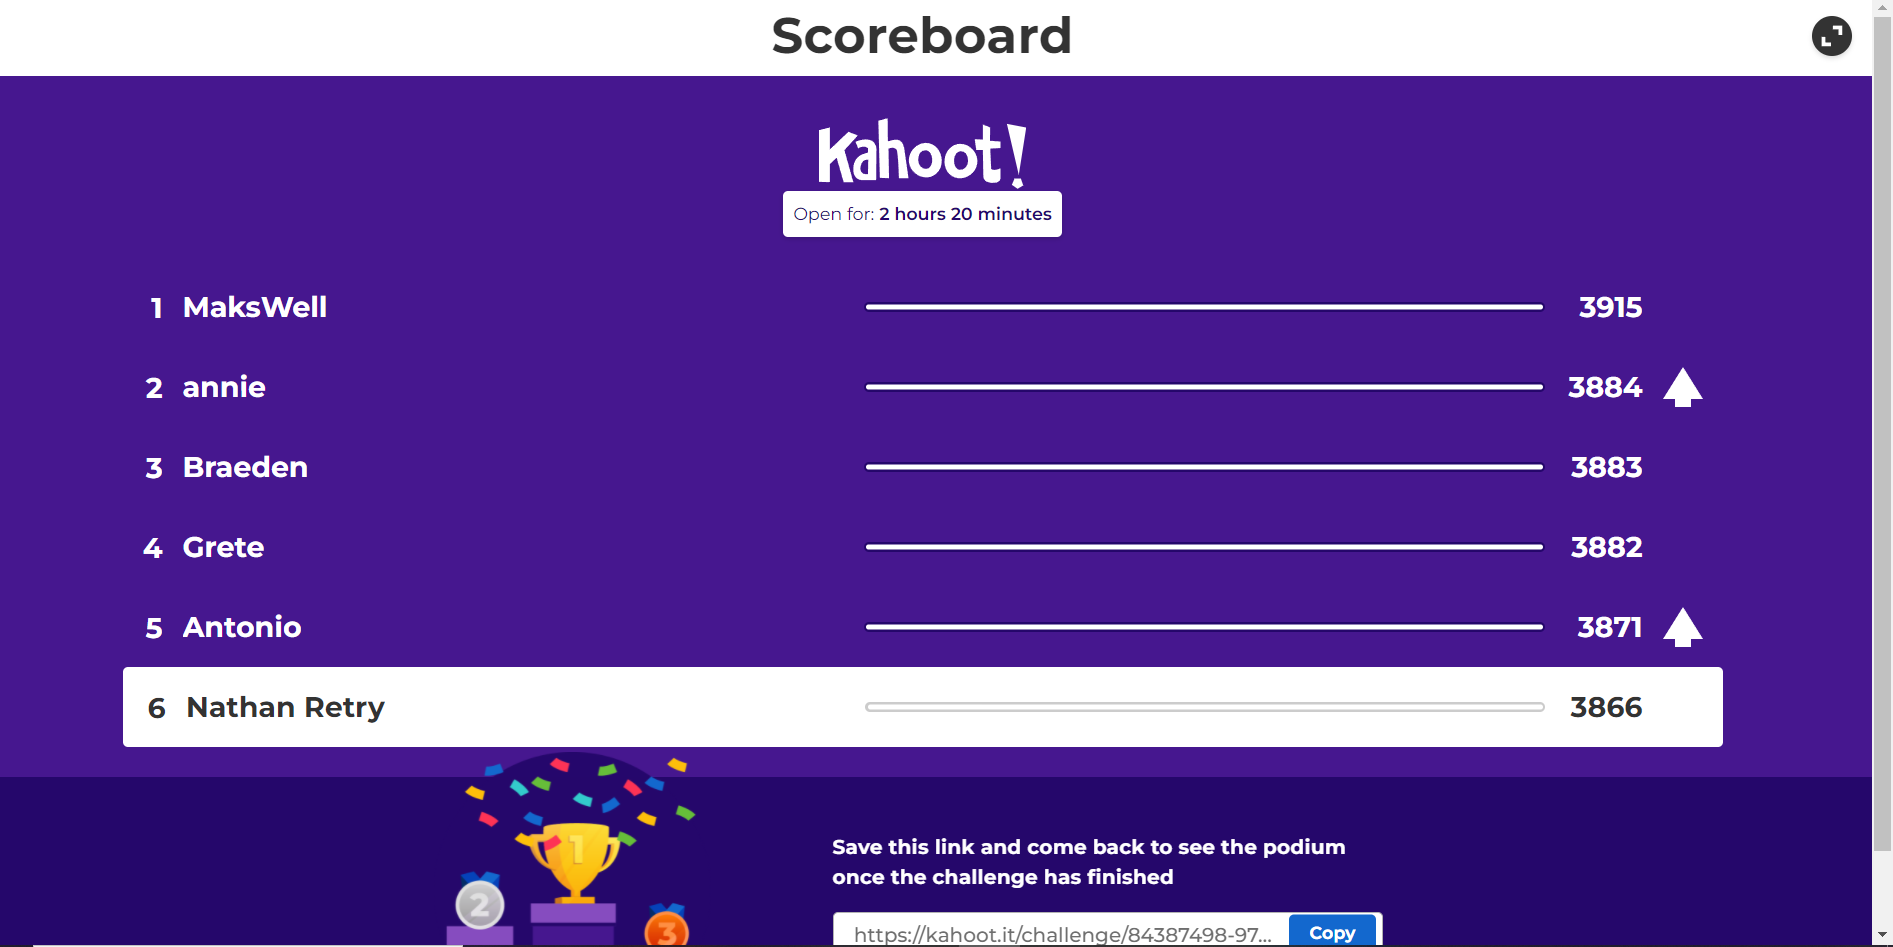 Scoreboard
Kahoot!
Open for: 2 hours 20 minutes
1 MaksWell 3915
2 annie 3884
3 Braeden 3883
4 Grete 3882
5 Antonio 3871
6 Nathan Retry 3866
1
2
3
Save this link and come back to see the podium
once the challenge has finished
https://kahoot.it/challenge/84387498-97... Copy